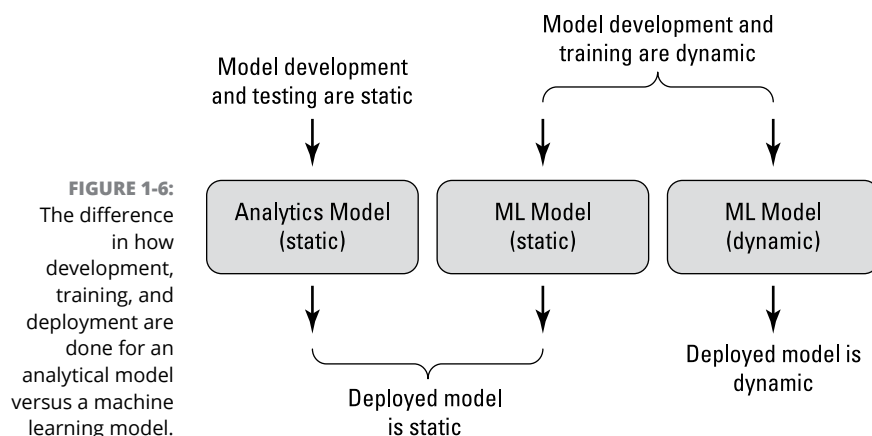 Model development and
training are dynamic
Model development
and testing are static
FIGURE 1-6:
The difference
in how
development,
training, and
deployment are
done for an
analytical model
versus a machine
learning model.
Analytics Model
(static)
ML Model
(static)
ML Model
(dynamic)
Deployed model is
dynamic
Deployed model
is static